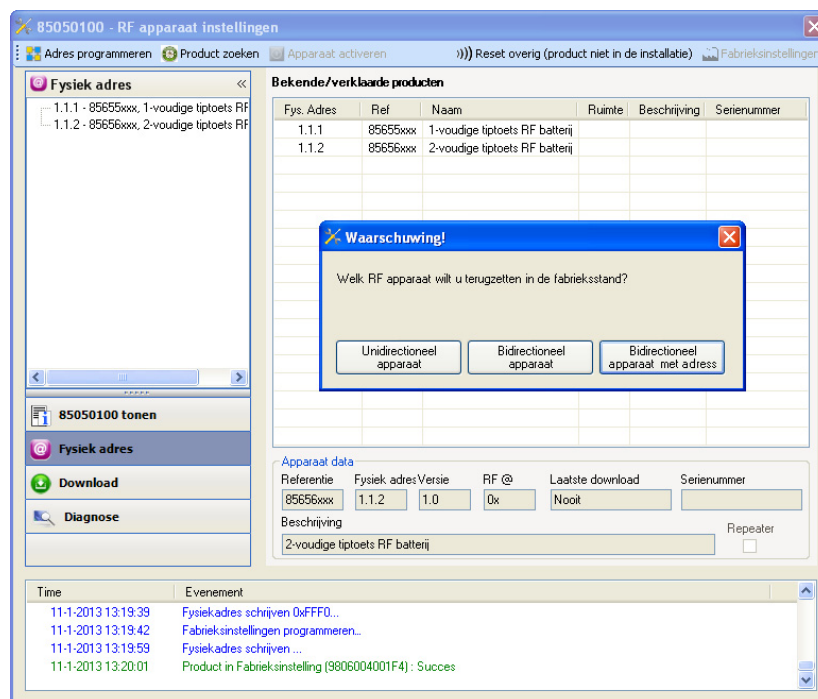 85050100 - RF apparaat instellingen
Adres programmeren Product zoeken Apparaat activeren Reset overig (product niet in de installatie) Fabrieksinstellingen
Fysiek adres
1.1.1 - 85655xxx, 1-voudige tiptoets RF
1.1.2 - 85656xxx, 2-voudige tiptoets RF
85050100 tonen
Fysiek adres
Download
Diagnose
Bekende/verklaarde producten
Fys. Adres Ref Naam Ruimte Beschrijving Serienummer
1.1.1 85655xxx 1-voudige tiptoets RF batterij
1.1.2 85656xxx 2-voudige tiptoets RF batterij
Waarschuwing!
Welk RF apparaat wilt u terugzetten in de fabrieksstand?
Unidirectioneel
apparaat
Bidirectioneel
apparaat
Bidirectioneel
apparaat met adress
Apparaat data
Referentie Fysiek adres Versie RF @ Laatste download Serienummer
85656xxx 1.1.2 1.0 0x Nooit
Beschrijving
Repeater
2-voudige tiptoets RF batterij
Time Evenement
11-1-2013 13:19:39 Fysiekadres schrijven 0xFFF0...
11-1-2013 13:19:42 Fabrieksinstellingen programmeren...
11-1-2013 13:19:59 Fysiekadres schrijven ...
11-1-2013 13:20:01 Product in Fabrieksinstelling (9806004001F4) : Succes